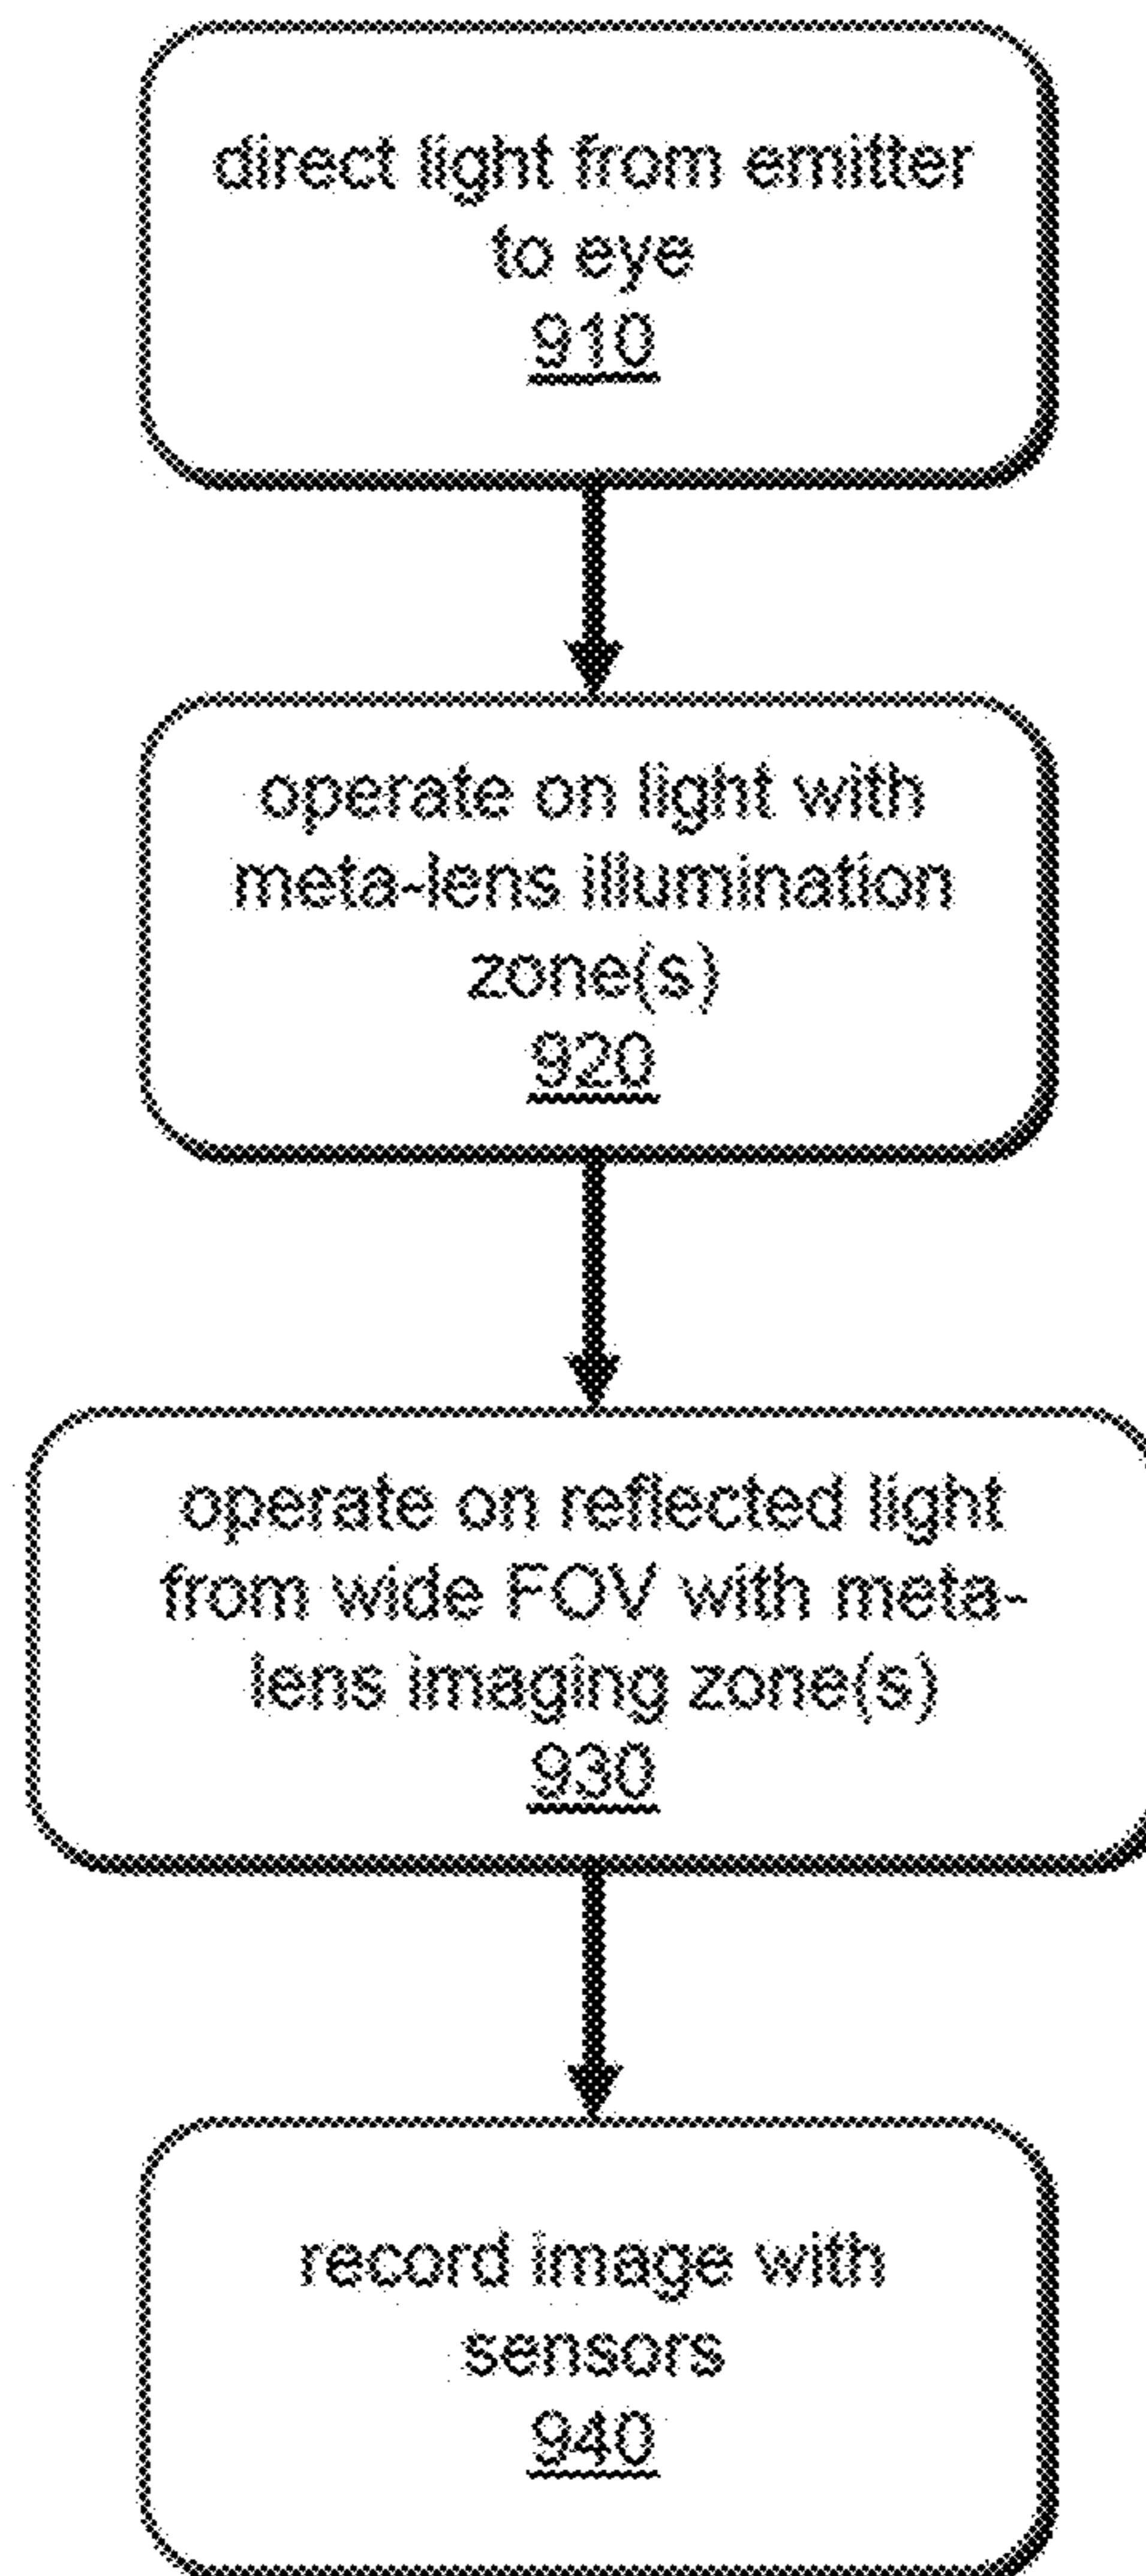 direct light from emitter
to eye
910
operate on light with
meta-lens illumination
zone(s)
920
operate on reflected light
from wide FOV with meta-
lens imaging zone(s)
930
record image with
sensors
940